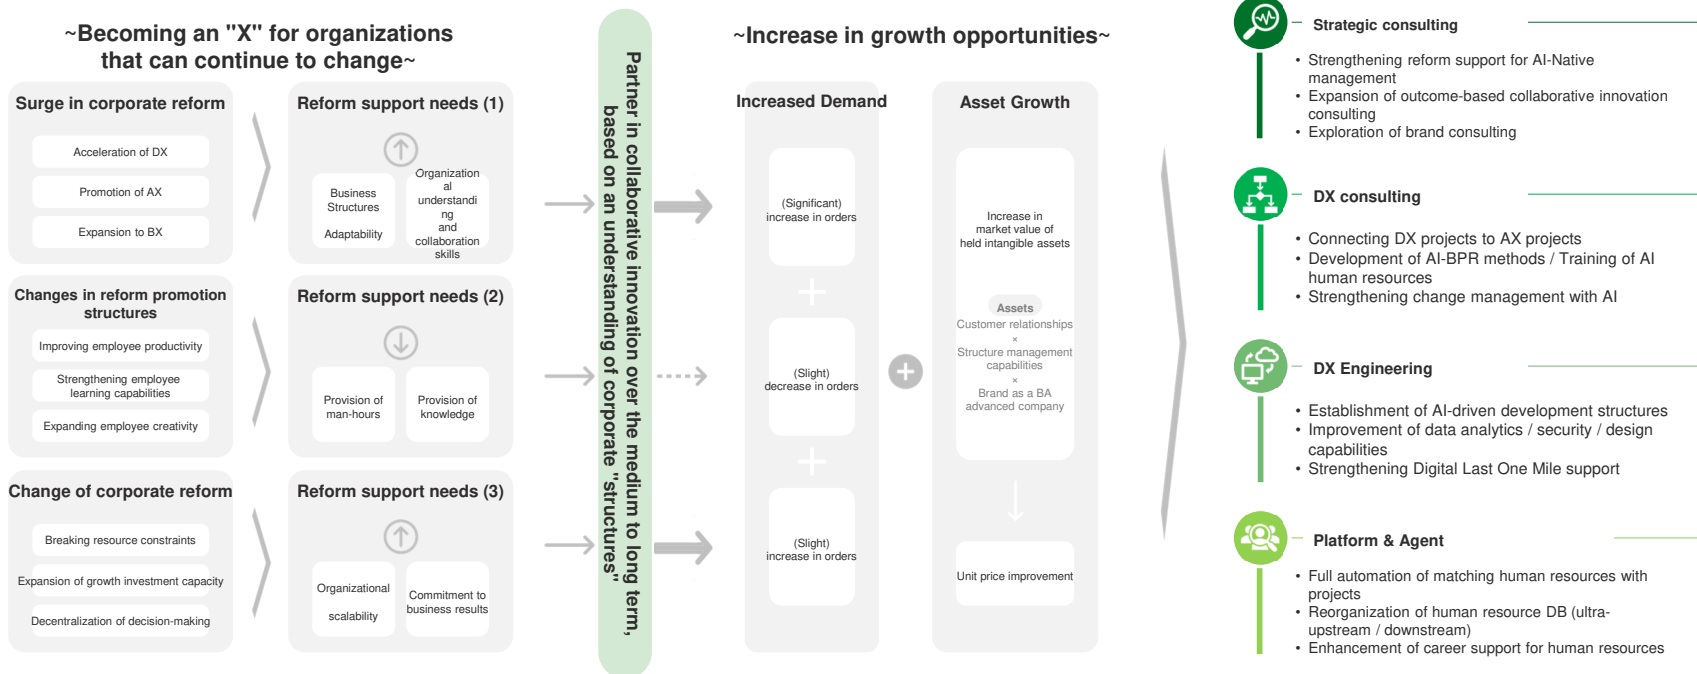 ~Becoming an "X" for organizations
that can continue to change~
Surge in corporate reform
Acceleration of DX
Promotion of AX
Expansion to BX
Reform support needs (1)
Business
Structures
Adaptability
Organization
al
understandi
ng
and
collaboration
skills
Changes in reform promotion
structures
Improving employee productivity
Strengthening employee
learning capabilities
Expanding employee creativity
Reform support needs (2)
Provision of
man-hours
Provision of
knowledge
Change of corporate reform
Breaking resource constraints
Expansion of growth investment capacity
Decentralization of decision-making
Reform support needs (3)
Organizational
scalability
Commitment to
business results
Partner in collaborative innovation over the medium to long term,
based on an understanding of corporate "structures"
~Increase in growth opportunities~
Increased Demand
(Significant)
increase in orders
(Slight)
decrease in orders
(Slight)
increase in orders
Asset Growth
Increase in
market value of
held intangible assets
Assets
Customer relationships
×
Structure management
capabilities
×
Brand as a BA
advanced company
Unit price improvement
Strategic consulting
• Strengthening reform support for AI-Native
management
• Expansion of outcome-based collaborative innovation
consulting
• Exploration of brand consulting
DX consulting
• Connecting DX projects to AX projects
• Development of AI-BPR methods / Training of AI
human resources
• Strengthening change management with AI
DX Engineering
• Establishment of AI-driven development structures
• Improvement of data analytics / security / design
capabilities
• Strengthening Digital Last One Mile support
Platform & Agent
• Full automation of matching human resources with
projects
• Reorganization of human resource DB (ultra-
upstream / downstream)
• Enhancement of career support for human resources